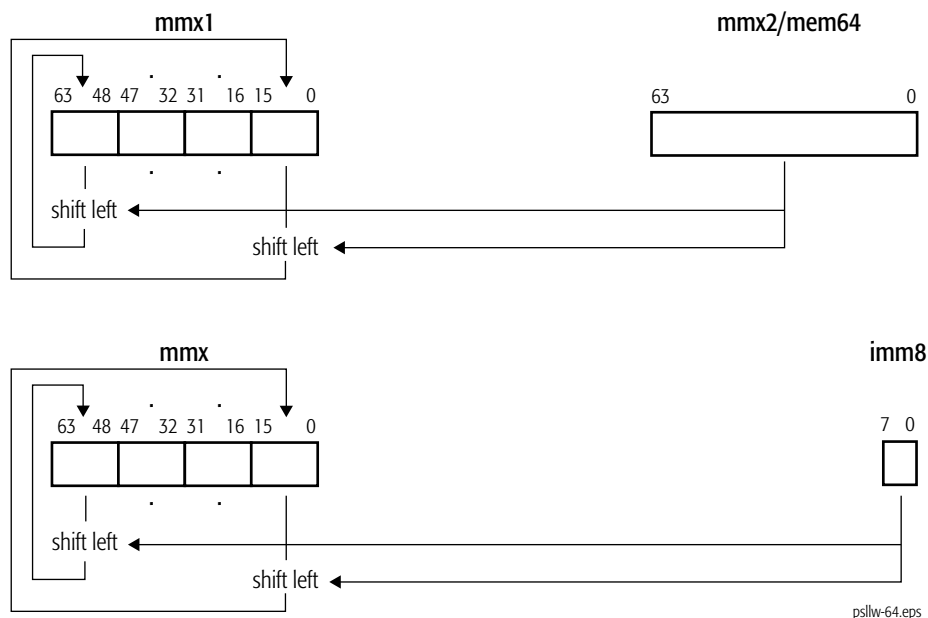 mmx1 mmx2/mem64
. .
63 48 47 32 31 16 15 0 63 0
. .
shift left
shift left
mmx imm8
. .
63 48 47 32 31 16 15 0 7 0
. .
shift left
shift left
psllw-64.eps